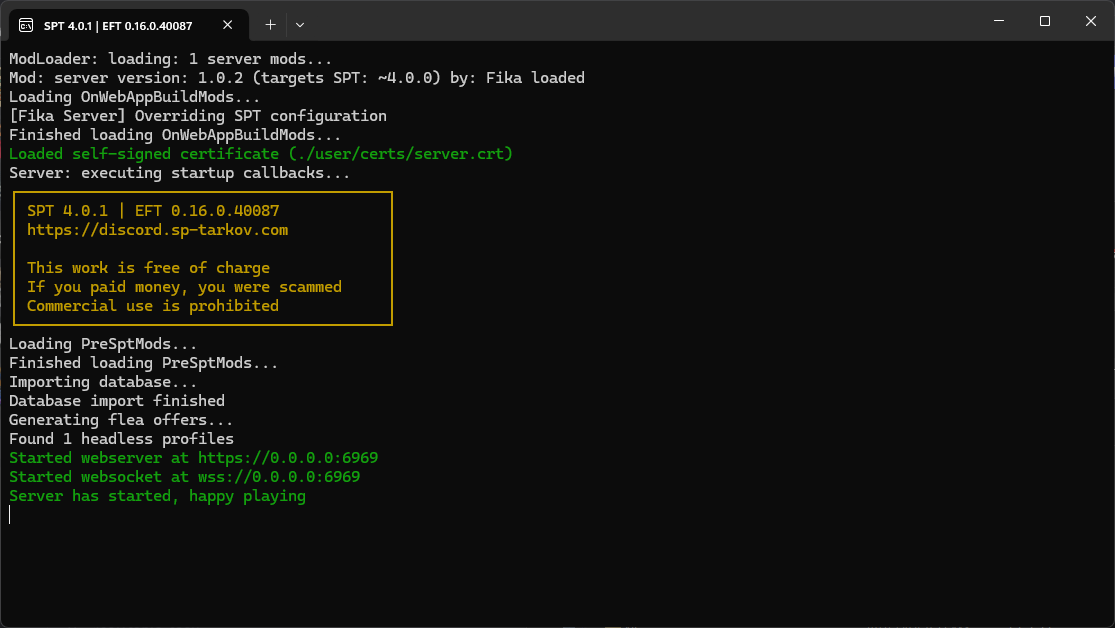 SPT 4.0.1 | EFT 0.16.0.40087
ModLoader: loading: 1 server mods...
Mod: server version: 1.0.2 (targets SPT: ~4.0.0) by: Fika loaded
Loading OnWebAppBuildMods...
[Fika Server] Overriding SPT configuration
Finished loading OnWebAppBuildMods...
Loaded self-signed certificate (./user/certs/server.crt)
Server: executing startup callbacks...
SPT 4.0.1 | EFT 0.16.0.40087
https://discord.sp-tarkov.com
This work is free of charge
If you paid money, you were scammed
Commercial use is prohibited
Loading PreSptMods...
Finished loading PreSptMods...
Importing database...
Database import finished
Generating flea offers...
Found 1 headless profiles
Started webserver at https://0.0.0.0:6969
Started websocket at wss://0.0.0.0:6969
Server has started, happy playing